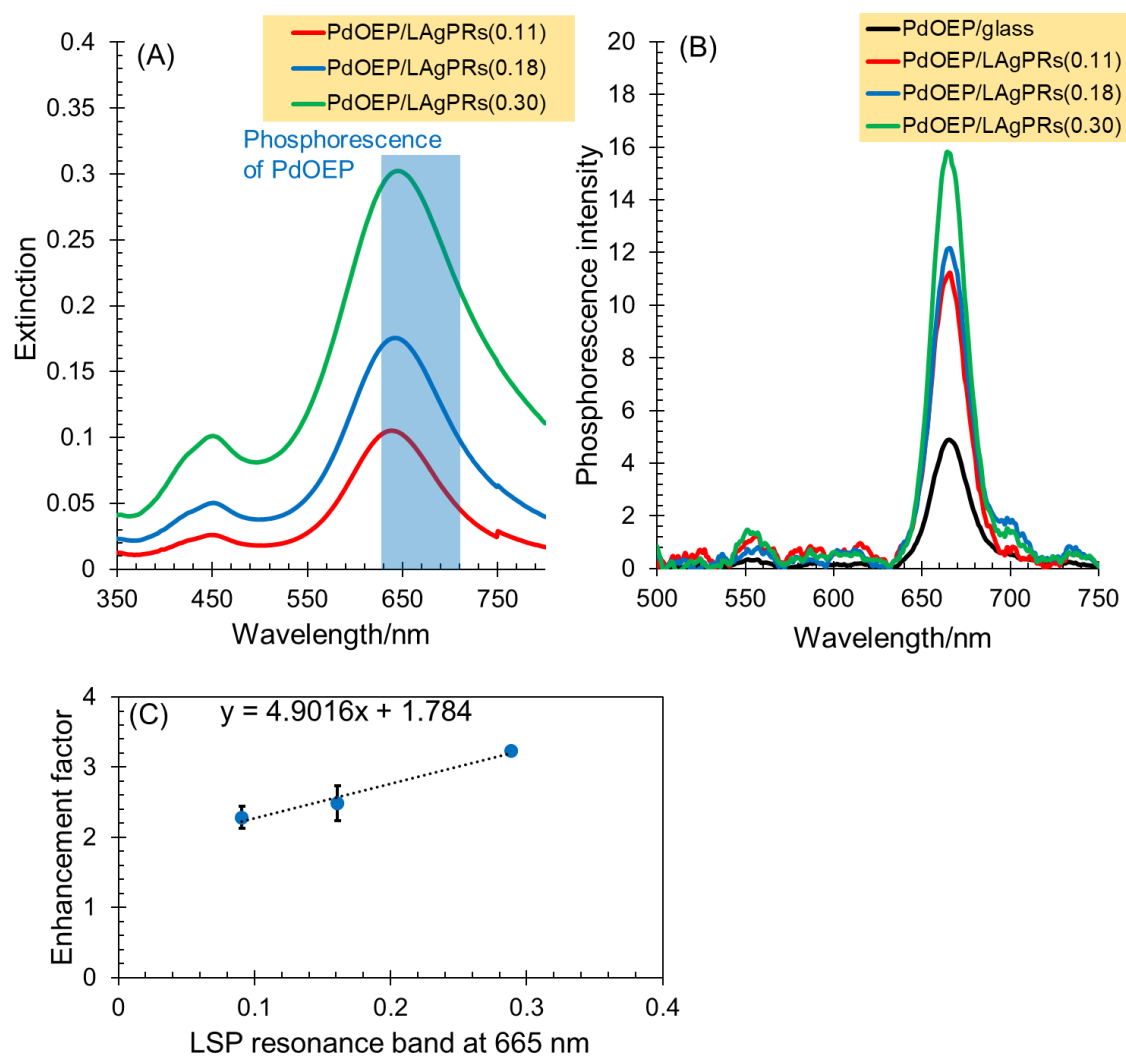 (A)
PdOEP/LAgPRs(0.11)
PdOEP/LAgPRs(0.18)
PdOEP/LAgPRs(0.30)
Phosphorescence
of PdOEP
0.4
0.35
0.3
0.25
0.2
0.15
0.1
0.05
0
Extinction
350
450
550
650
750
Wavelength/nm
(B)
PdOEP/glass
PdOEP/LAgPRs(0.11)
PdOEP/LAgPRs(0.18)
PdOEP/LAgPRs(0.30)
20
18
16
14
12
10
8
6
4
2
0
Phosphorescence intensity
500
550
600
650
700
750
Wavelength/nm
(C)
y = 4.9016x + 1.784
4
3
2
1
0
Enhancement factor
0
0.1
0.2
0.3
0.4
LSP resonance band at 665 nm